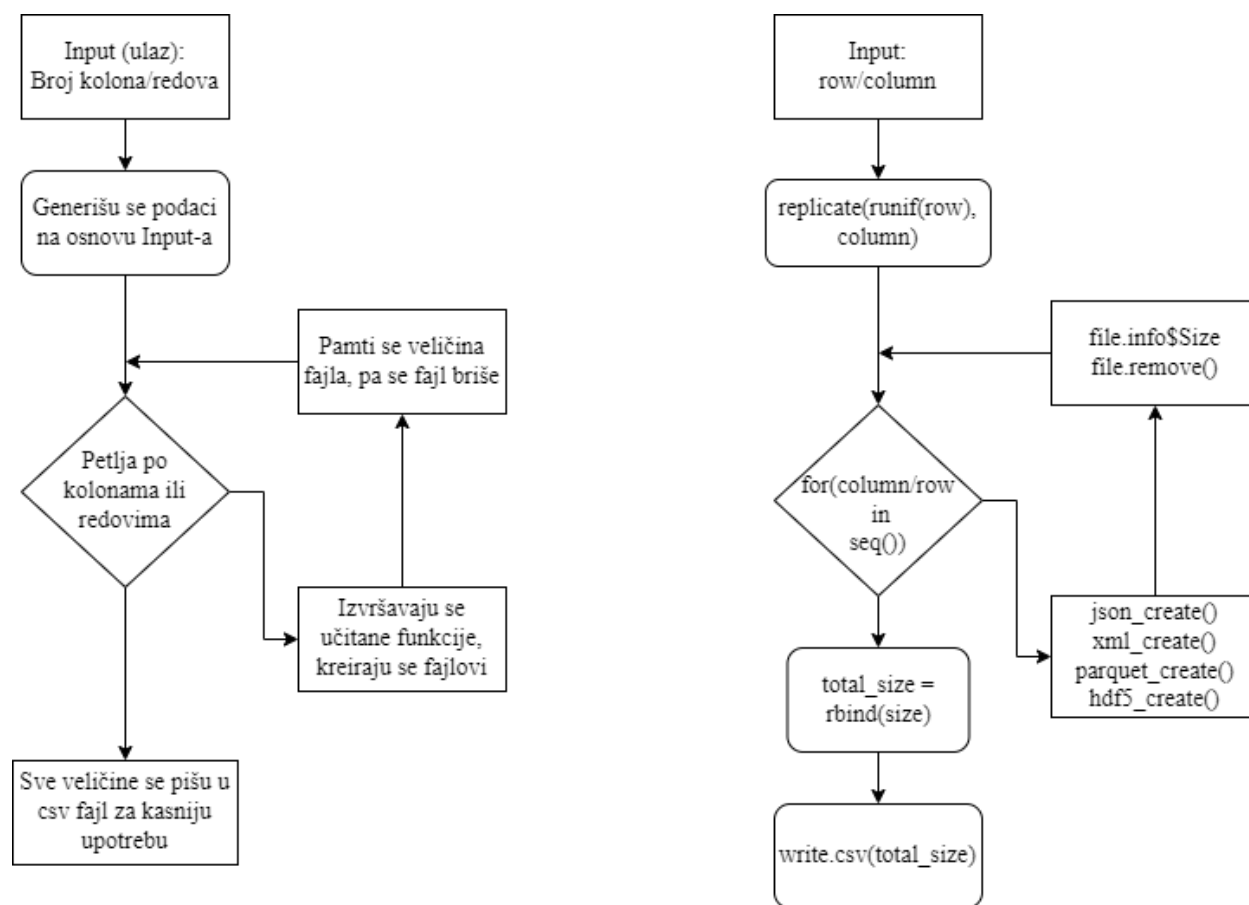 Input (ulaz):
Broj kolona/redova
Generišu se podaci
na osnovu Input-a
Pamti se veličina
fajla, pa se fajl briše
Petlja po
kolonama ili
redovima
Izvršavaju se
učitane funkcije,
kreiraju se fajlovi
Sve veličine se pišu u
csv fajl za kasniju
upotrebu
Input:
row/column
replicate(runif(row),
column)
file.info$Size
file.remove()
for(column/row
in
seq())
json_create()
xml_create()
parquet_create()
hdf5_create()
total_size =
rbind(size)
write.csv(total_size)